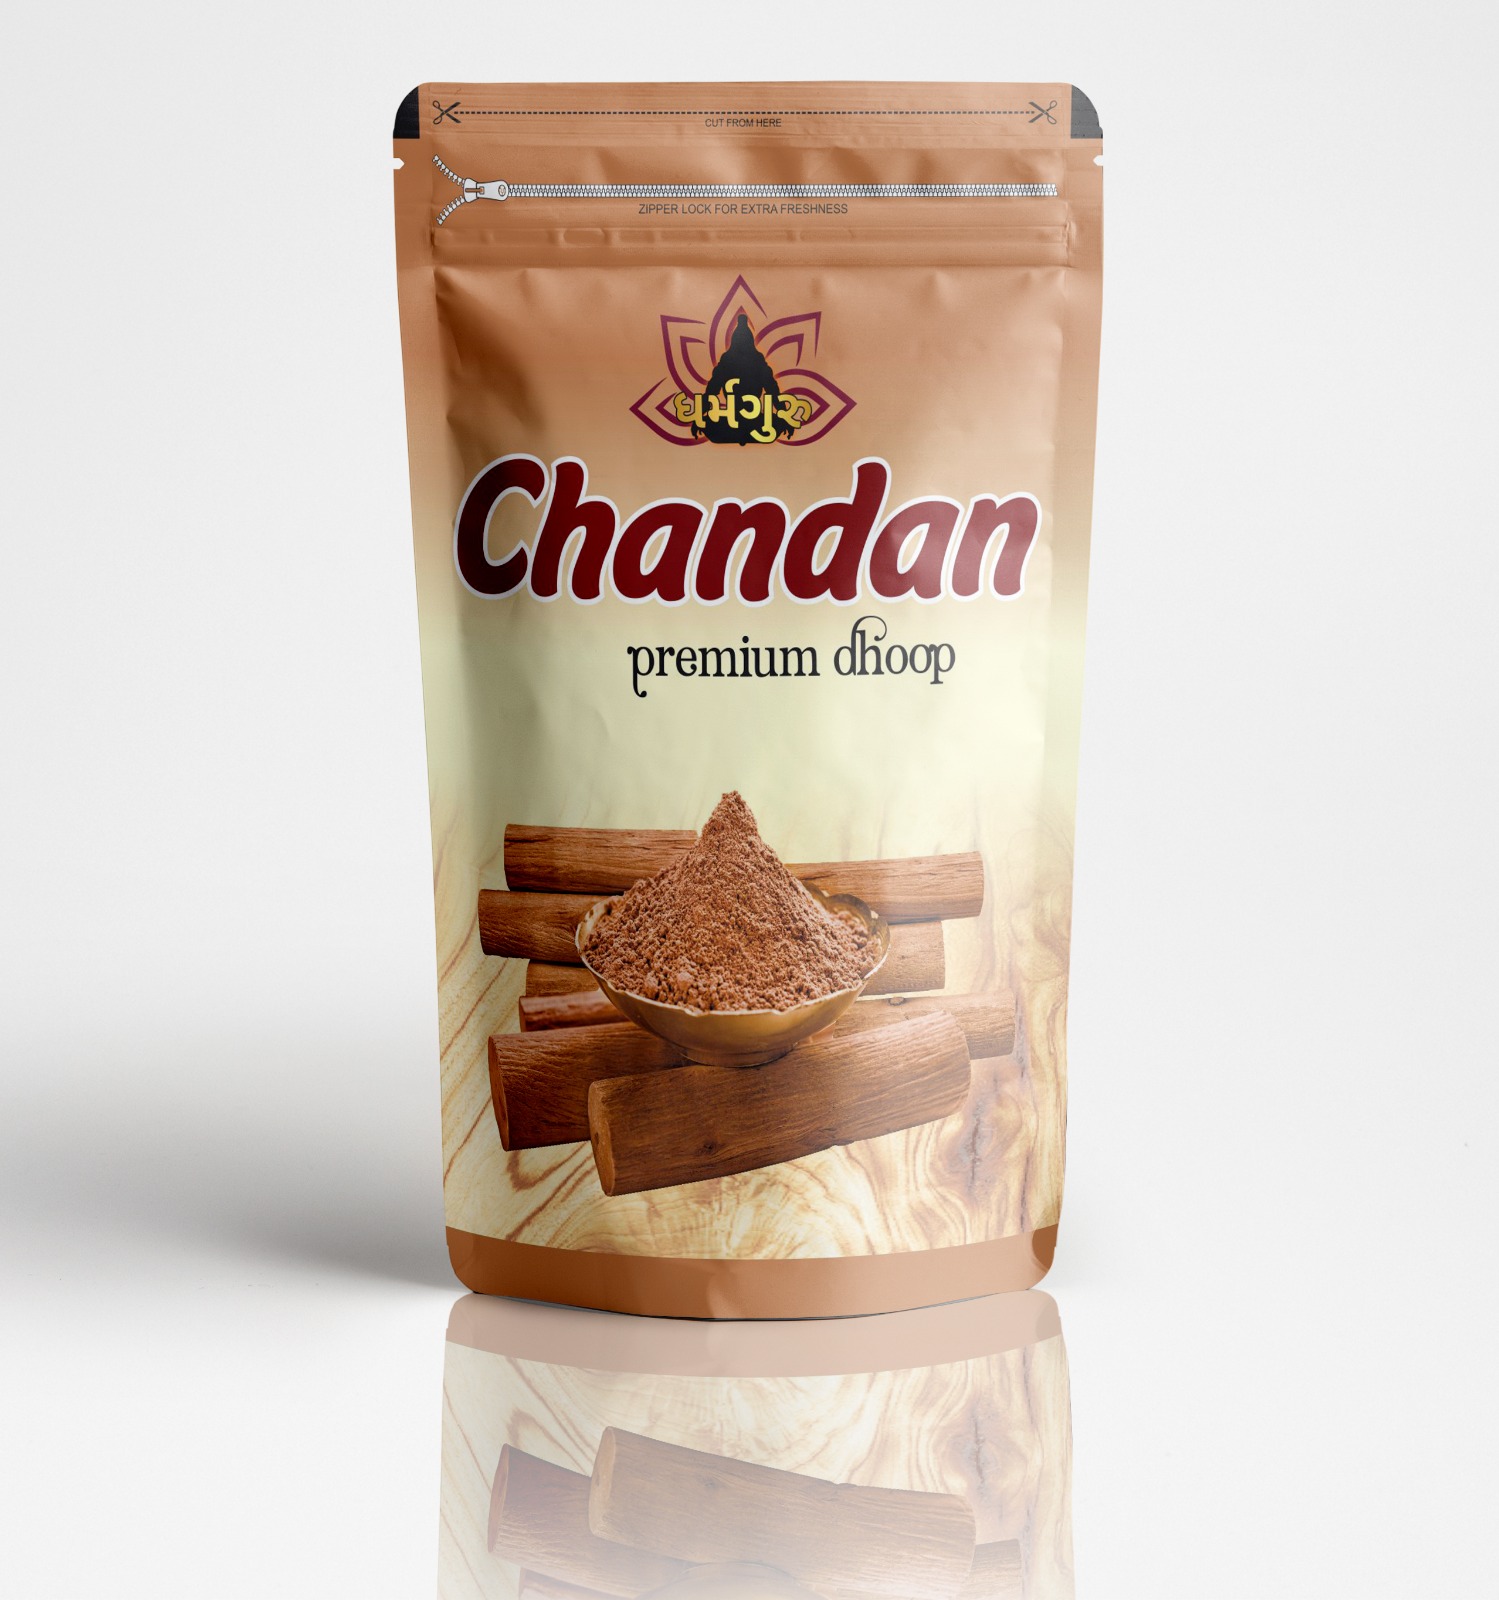 CUT FROM HERE
ZIPPER LOCK FOR EXTRA FRESHNESS
ધર્મગુરુ
Chandan
premium dhoop